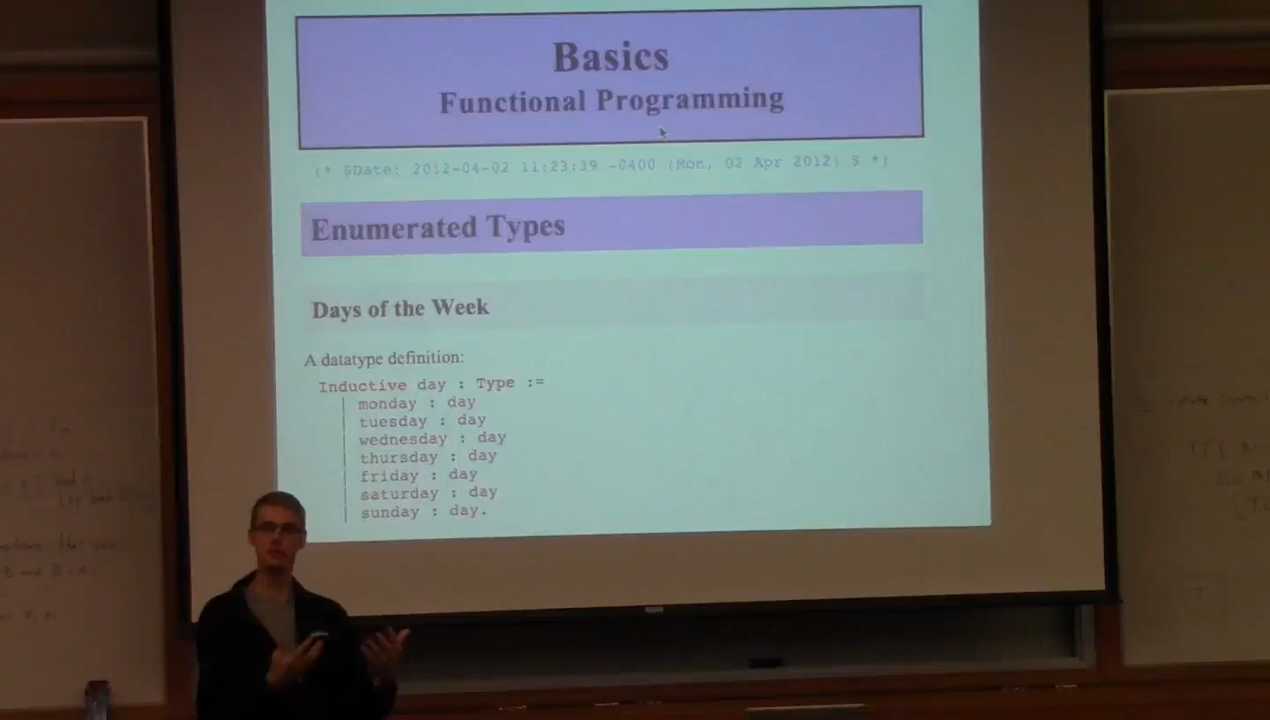 Basics
Functional Programming
(* $Date: 2012-04-02 11:23:39 -0400 (Mon, 02 Apr 2012) $ *)
Enumerated Types
Days of the Week
A datatype definition:
Inductive day : Type :=
| monday : day
| tuesday : day
| wednesday : day
| thursday : day
| friday : day
| saturday : day
| sunday : day.